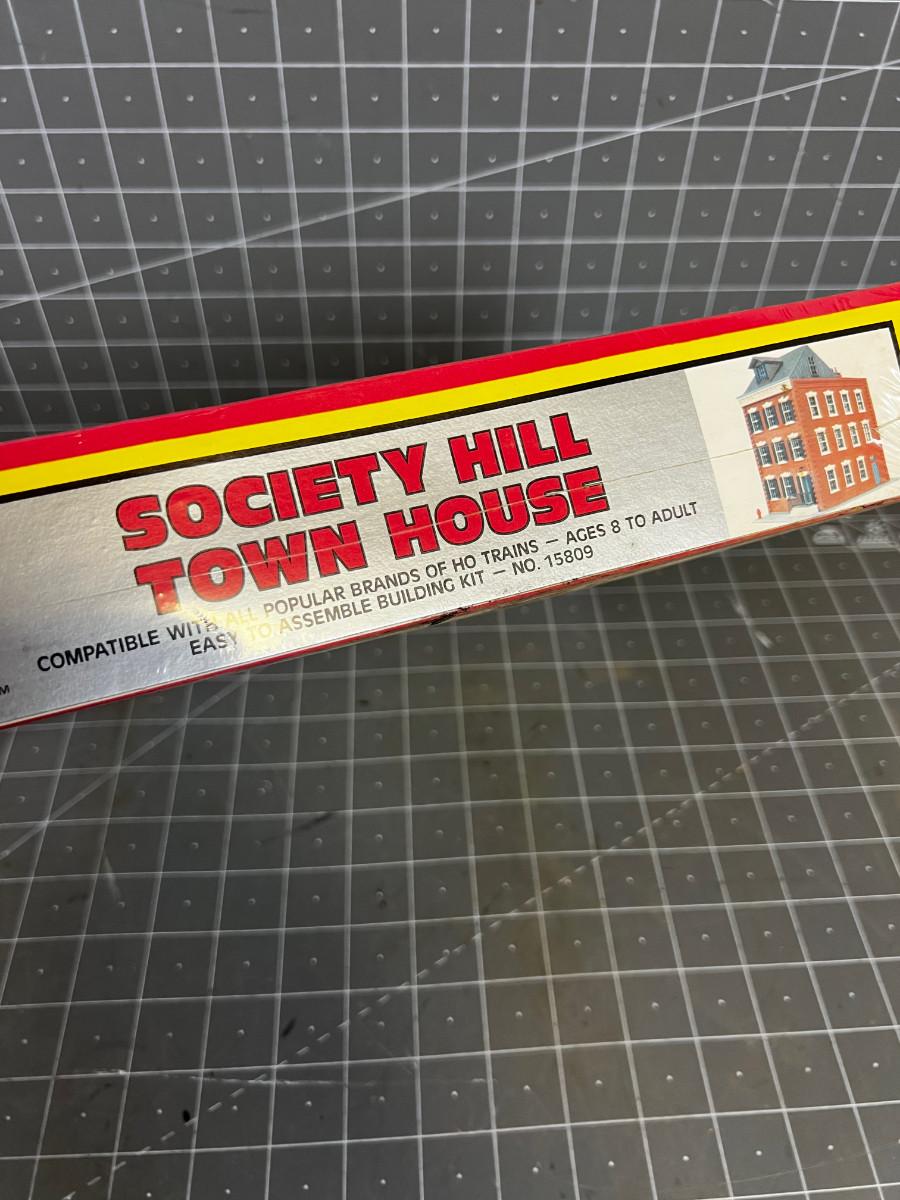 SOCIETY HILL
TOWN HOUSE
COMPATIBLE WITH ALL POPULAR BRANDS OF HO TRAINS — AGES 8 TO ADULT
EASY TO ASSEMBLE BUILDING KIT — NO. 15809